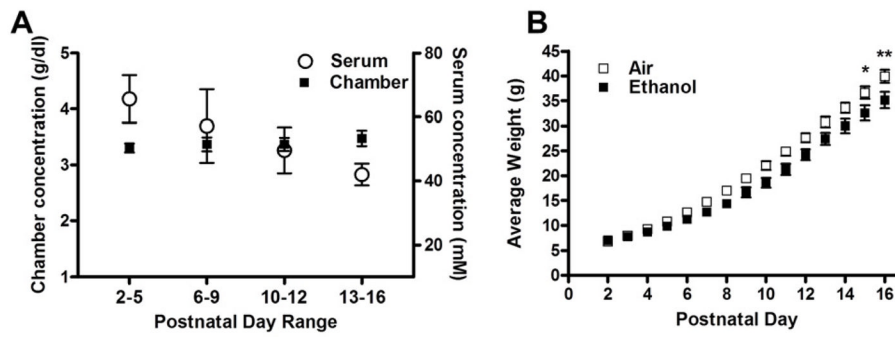 A
Chamber concentration (g/dl)
5
4
3
2
1
Serum
Chamber
80
60
40
20
Serum concentration (mM)
2-5 6-9 10-12 13-16
Postnatal Day Range
B
Average Weight (g)
45
40
35
30
25
20
15
10
5
0
Air
Ethanol
* **
0 2 4 6 8 10 12 14 16
Postnatal Day